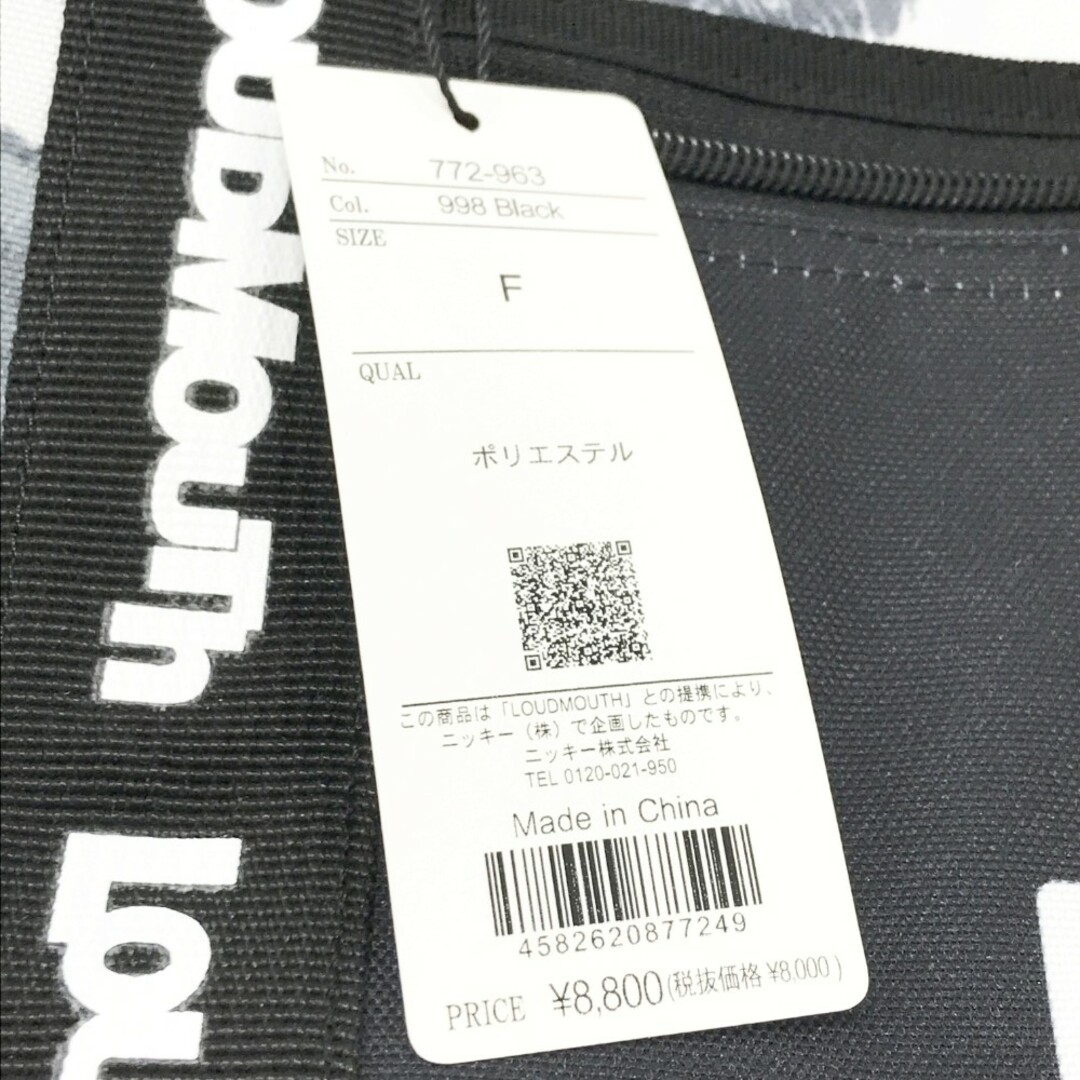 No. 772-963
Col. 998 Black
SIZE
F
QUAL
ポリエステル
この商品は「LOUDMOUTH」との提携により、
ニッキー（株）で企画したものです。
ニッキー株式会社
TEL 0120-021-950
Made in China
4582620877249
PRICE ¥8,800(税抜価格 ¥8,000)
OUDMOUTh
LOU